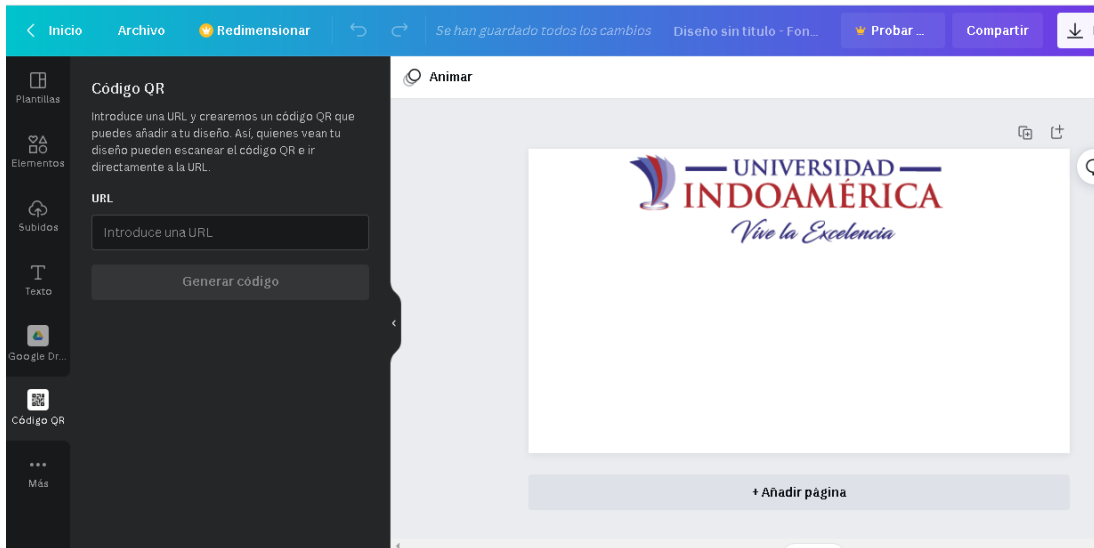 Inicio
Archivo
Redimensionar
Se han guardado todos los cambios
Diseño sin titulo - Fon...
Probar ...
Compartir
Plantillas
Elementos
Subidos
Texto
Google Dr...
Código QR
Más
Código QR
Introduce una URL y crearemos un código QR que
puedes añadir a tu diseño. Así, quienes vean tu
diseño pueden escanear el código QR e ir
directamente a la URL.
URL
Introduce una URL
Generar código
Animar
UNIVERSIDAD
INDOAMÉRICA
Vive la Excelencia
+ Añadir página